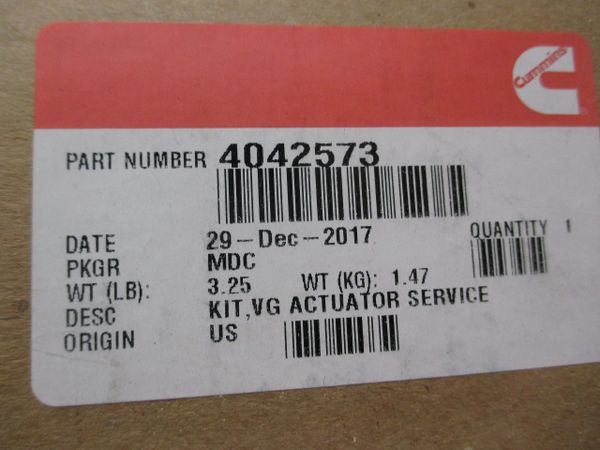 Cummins
PART NUMBER 4042573
DATE 29-Dec-2017 QUANTITY 1
PKGR MDC
WT (LB): 3.25 WT (KG): 1.47
DESC KIT,VG ACTUATOR SERVICE
ORIGIN US